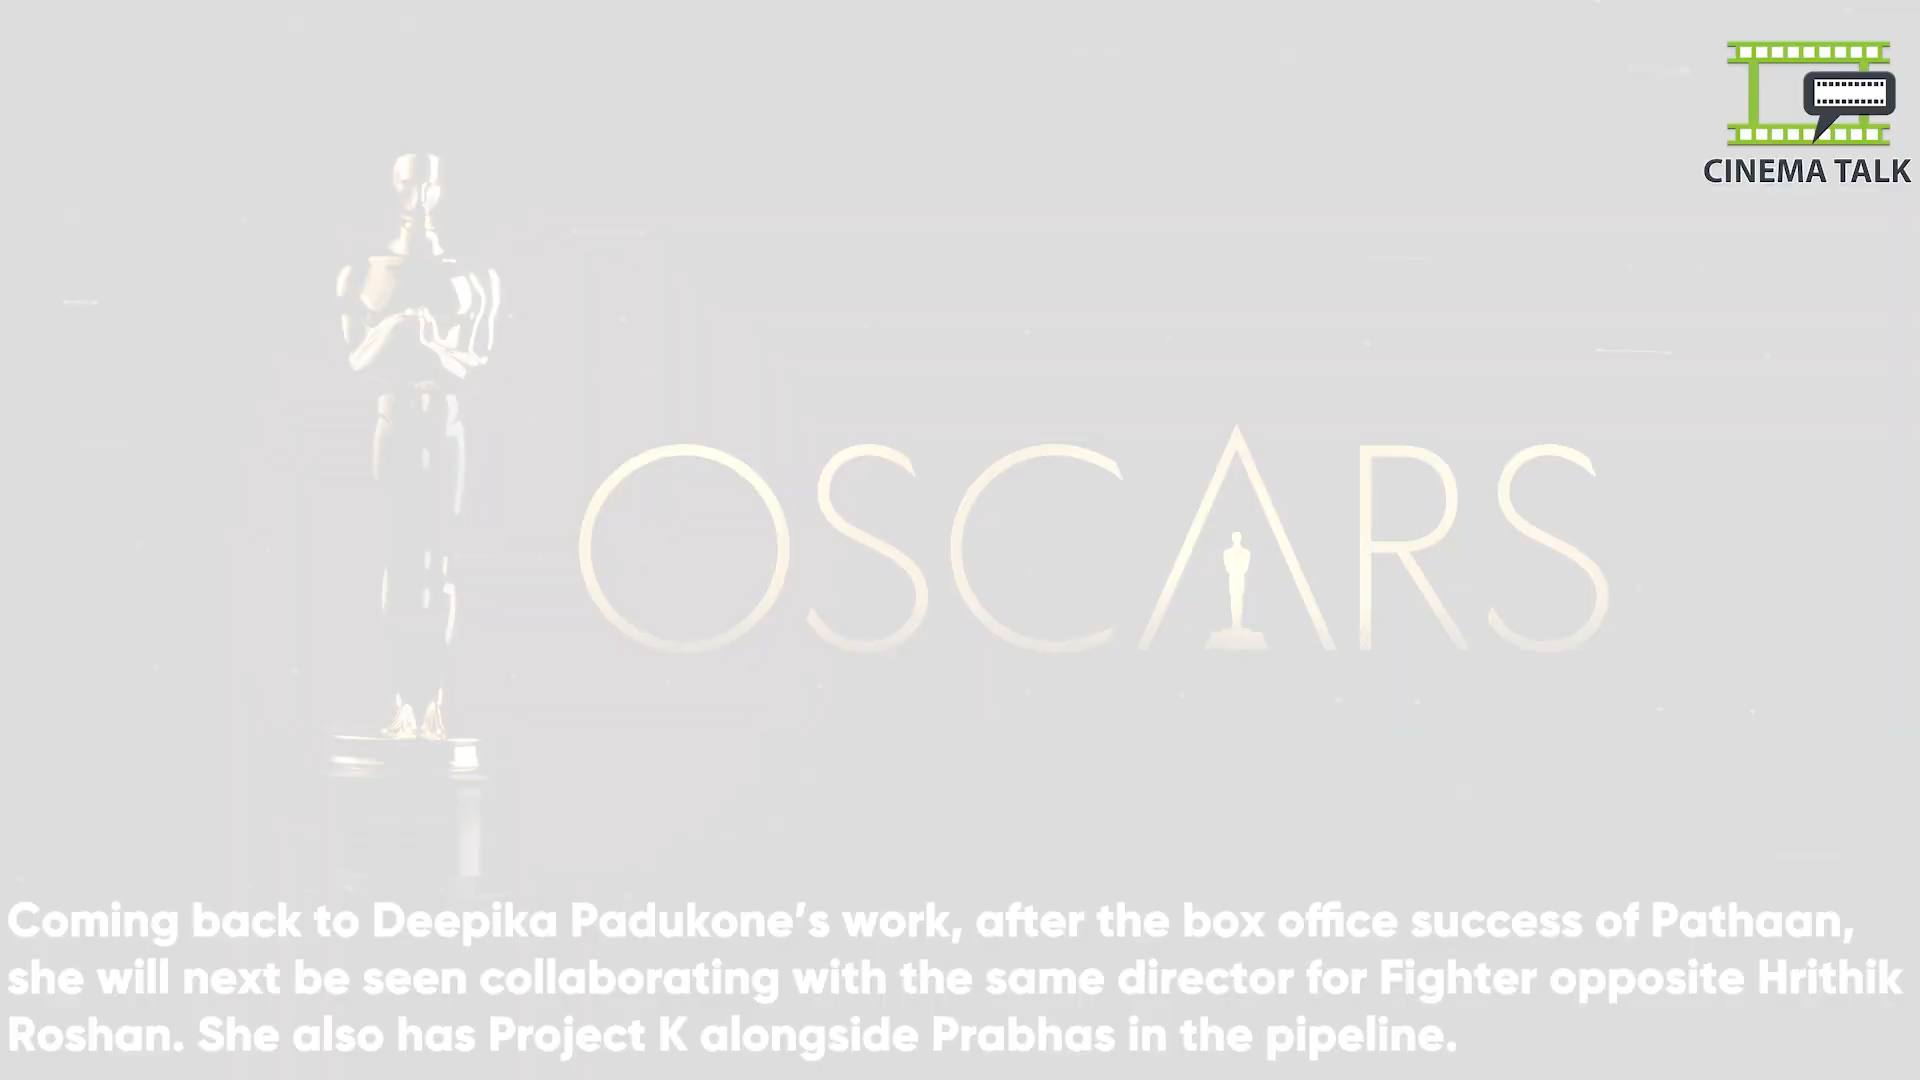 CINEMA TALK
OSCARS
Coming back to Deepika Padukone’s work, after the box office success of Pathaan,
she will next be seen collaborating with the same director for Fighter opposite Hrithik
Roshan. She also has Project K alongside Prabhas in the pipeline.